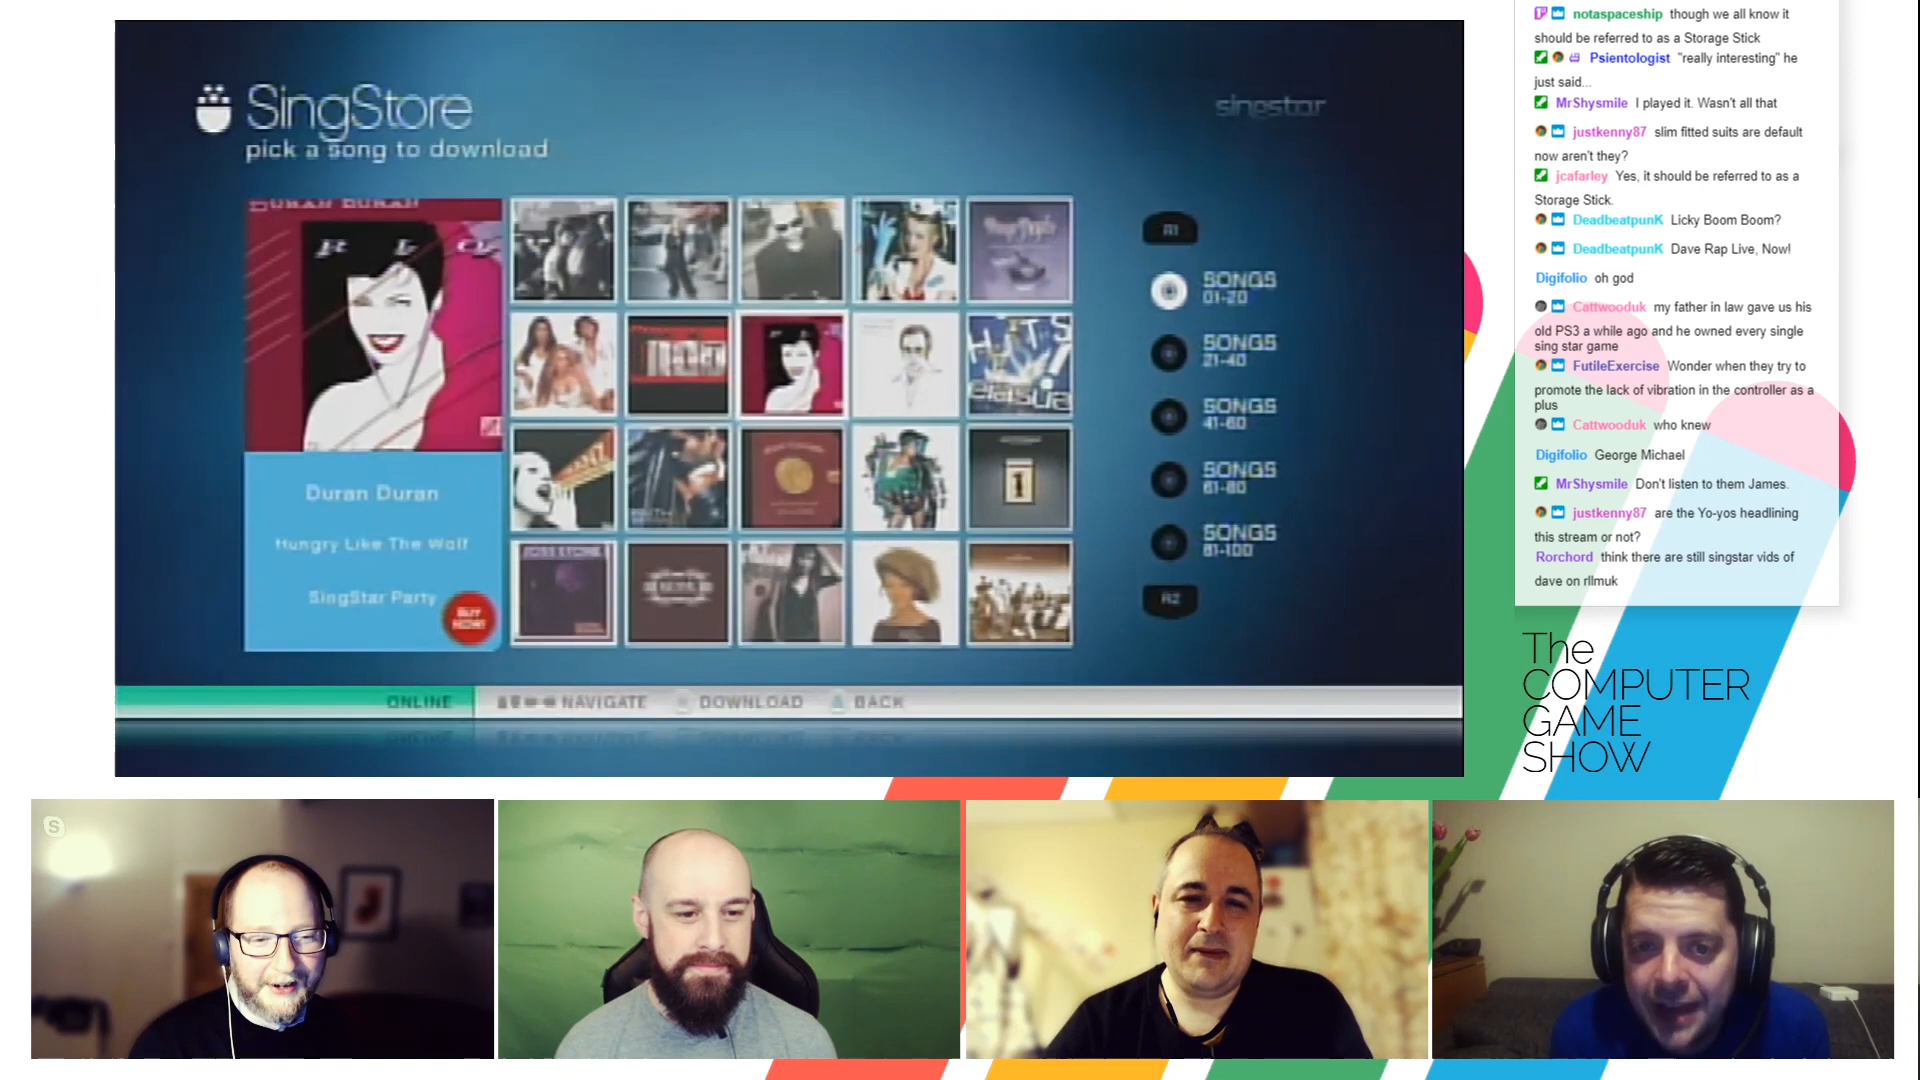 SingStore
pick a song to download
singstar
DURAN DURAN
RIO
Duran Duran
Hungry Like The Wolf
SingStar Party
BUY NOW!
JOSS STONE
R1
SONGS
01-20
SONGS
21-40
SONGS
41-60
SONGS
61-80
SONGS
81-100
R2
ONLINE
NAVIGATE
DOWNLOAD
BACK
notaspaceship though we all know it
should be referred to as a Storage Stick
Psientologist "really interesting" he
just said...
MrShysmile I played it. Wasn't all that
justkenny87 slim fitted suits are default
now aren't they?
jcafarley Yes, it should be referred to as a
Storage Stick.
DeadbeatpunK Licky Boom Boom?
DeadbeatpunK Dave Rap Live, Now!
Digifolio oh god
Cattwooduk my father in law gave us his
old PS3 a while ago and he owned every single
sing star game
FutileExercise Wonder when they try to
promote the lack of vibration in the controller as a
plus
Cattwooduk who knew
Digifolio George Michael
MrShysmile Don't listen to them James.
justkenny87 are the Yo-yos headlining
this stream or not?
Rorchord think there are still singstar vids of
dave on rllmuk
The
COMPUTER
GAME
SHOW